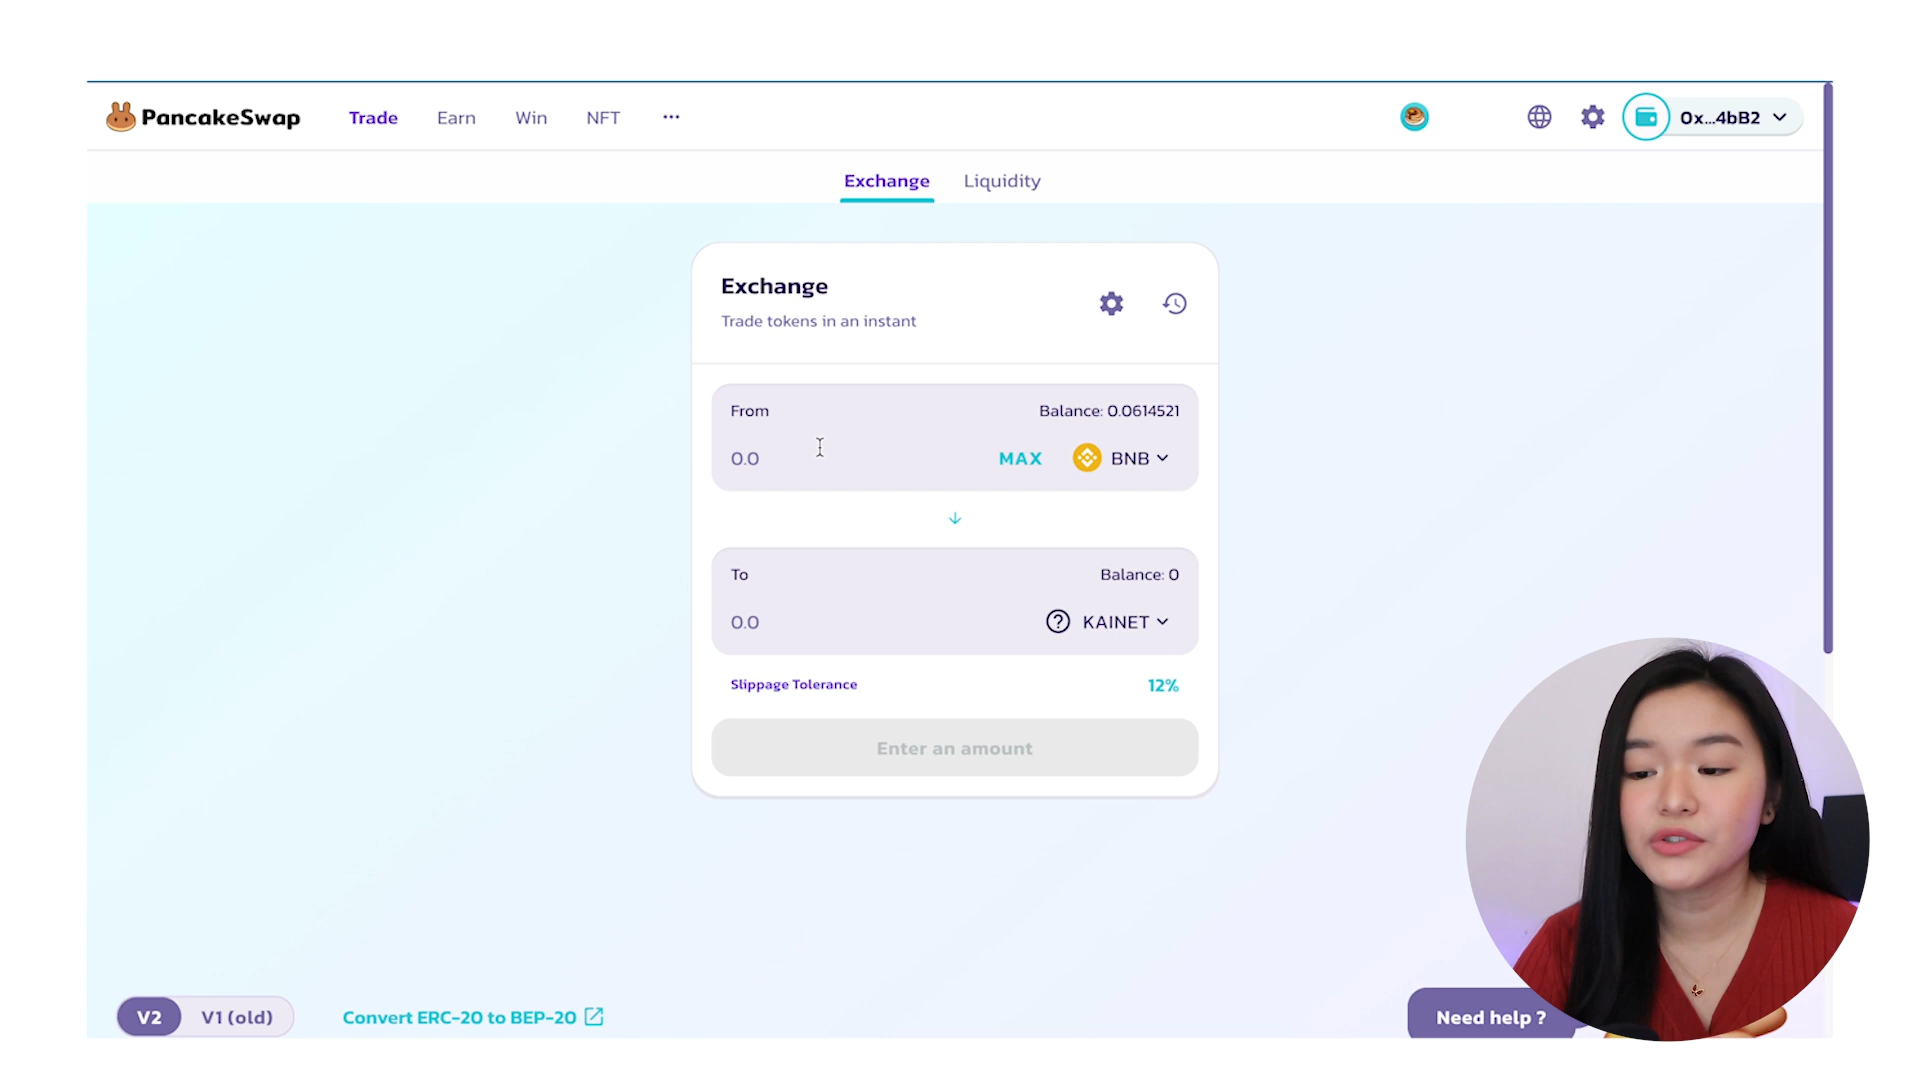 PancakeSwap Trade Earn Win NFT ... 0x...4bB2
Exchange Liquidity
Exchange
Trade tokens in an instant
From Balance: 0.0614521
0.0 MAX BNB
To Balance: 0
0.0 KAINET
Slippage Tolerance 12%
Enter an amount
V2 V1 (old) Convert ERC-20 to BEP-20 Need help ?